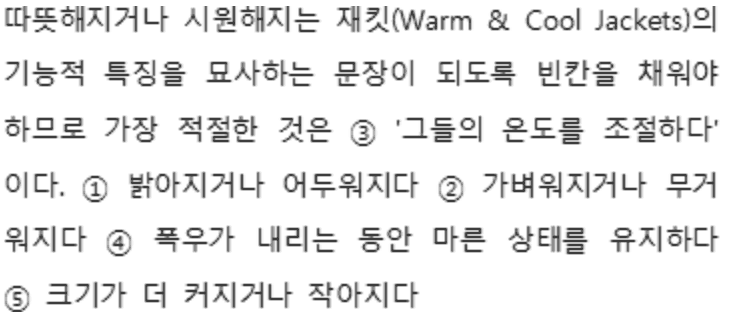 따뜻해지거나 시원해지는 재킷(Warm & Cool Jackets)의
기능적 특징을 묘사하는 문장이 되도록 빈칸을 채워야
하므로 가장 적절한 것은 ③ '그들의 온도를 조절하다'
이다. ① 밝아지거나 어두워지다 ② 가벼워지거나 무거
워지다 ④ 폭우가 내리는 동안 마른 상태를 유지하다
⑤ 크기가 더 커지거나 작아지다